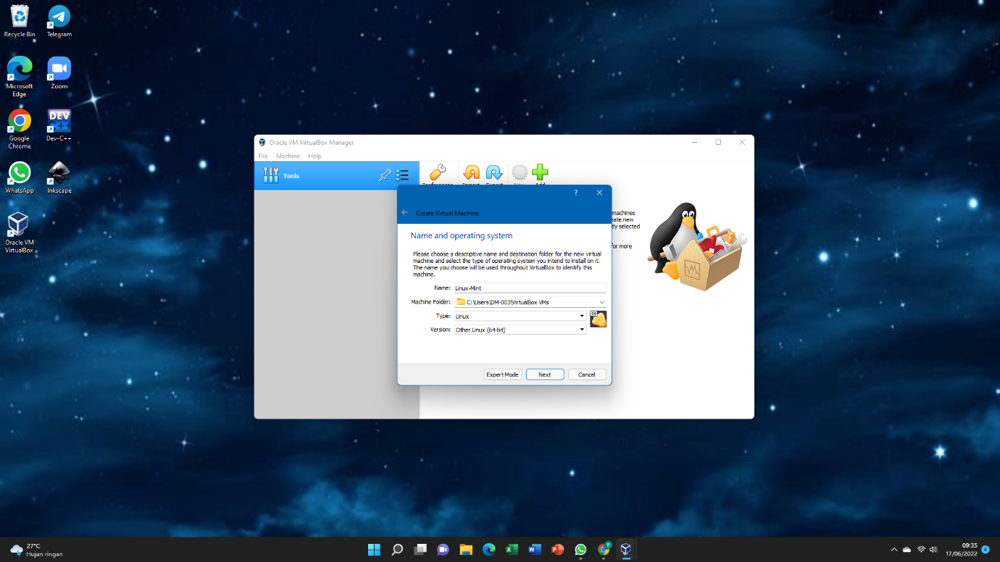 Recycle Bin
Telegram
Microsoft
Edge
Zoom
Google
Chrome
DEV
C++
Dev-C++
WhatsApp
Inkscape
Oracle VM
VirtualBox
Oracle VM VirtualBox Manager
File Machine Help
Tools
Create Virtual Machine
machines
eate new
tly selected
for more
Name and operating system
Please choose a descriptive name and destination folder for the new virtual
machine and select the type of operating system you intend to install on it.
The name you choose will be used throughout VirtualBox to identify this
machine.
Name: Linux-Mint
Machine Folder: C:\Users\DM-003\VirtualBox VMs
Type: Linux
64
Version: Other Linux (64-bit)
Expert Mode Next Cancel
27°C
Hujan ringan
R
09:35
17/06/2022
4